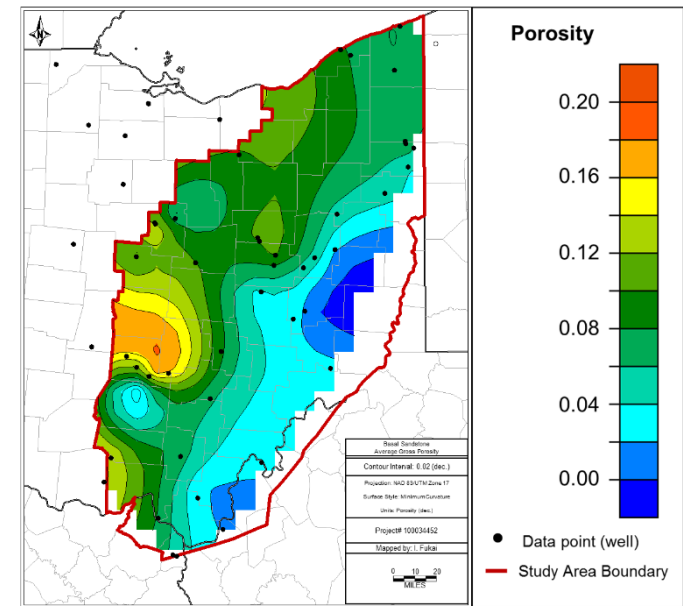 Porosity
0.20
0.16
0.12
0.08
0.04
0.00
Data point (well)
Study Area Boundary
Basal Sandstone
Average Gross Porosity
Contour Interval: 0.02 (dec.)
Projection: NAD 83/UTM Zone 17
Surface Style: MinimumCurvature
Units: Porosity (dec.)
Project# 100034452
Mapped by: I. Fukai
0 10 20
MILES